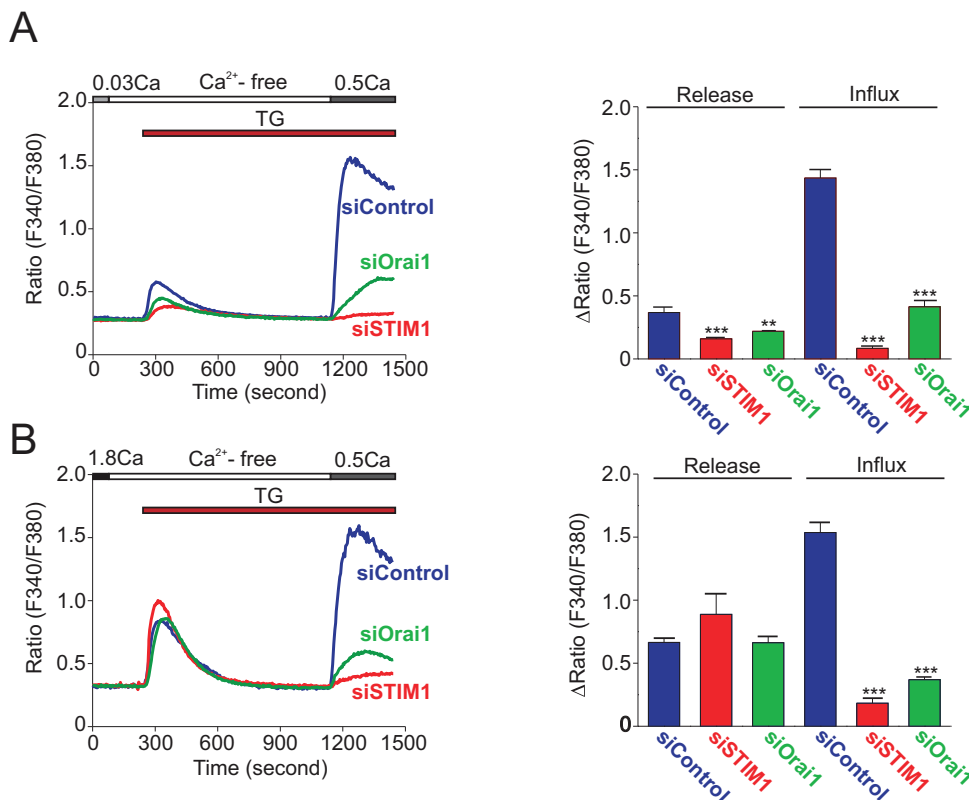 A
0.03Ca Ca²⁺- free 0.5Ca
TG
Ratio (F340/F380)
2.0
1.5
1.0
0.5
0
siControl
siOrai1
siSTIM1
0 300 600 900 1200 1500
Time (second)
Release Influx
ΔRatio (F340/F380)
2.0
1.5
1.0
0.5
0
*** ** *** ***
siControl siSTIM1 siOrai1 siControl siSTIM1 siOrai1
B
1.8Ca Ca²⁺- free 0.5Ca
TG
Ratio (F340/F380)
2.0
1.5
1.0
0.5
0
siControl
siOrai1
siSTIM1
0 300 600 900 1200 1500
Time (second)
Release Influx
ΔRatio (F340/F380)
2.0
1.5
1.0
0.5
0
*** ***
siControl siSTIM1 siOrai1 siControl siSTIM1 siOrai1